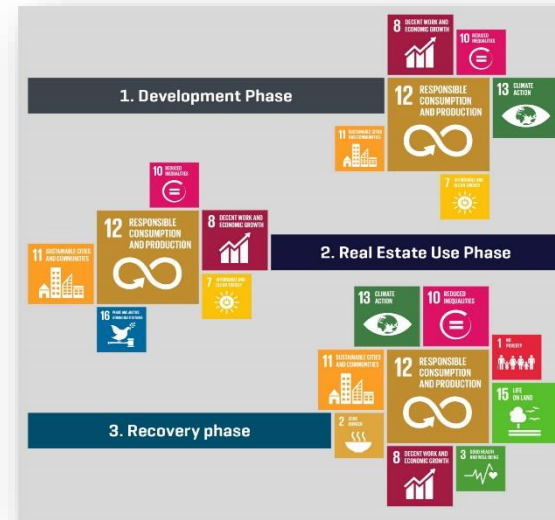 8 DECENT WORK AND
ECONOMIC GROWTH
10 REDUCED
INEQUALITIES
1. Development Phase
12 RESPONSIBLE
CONSUMPTION
AND PRODUCTION
13 CLIMATE
ACTION
11 SUSTAINABLE CITIES
AND COMMUNITIES
7 AFFORDABLE AND
CLEAN ENERGY
10 REDUCED
INEQUALITIES
12 RESPONSIBLE
CONSUMPTION
AND PRODUCTION
8 DECENT WORK AND
ECONOMIC GROWTH
11 SUSTAINABLE CITIES
AND COMMUNITIES
2. Real Estate Use Phase
7 AFFORDABLE AND
CLEAN ENERGY
16 PEACE AND JUSTICE
13 CLIMATE
ACTION
10 REDUCED
INEQUALITIES
1 NO
POVERTY
11 SUSTAINABLE CITIES
AND COMMUNITIES
12 RESPONSIBLE
CONSUMPTION
AND PRODUCTION
15 LIFE
ON LAND
2 ZERO
HUNGER
3. Recovery phase
8 DECENT WORK AND
ECONOMIC GROWTH
3 GOOD HEALTH
AND WELL-BEING